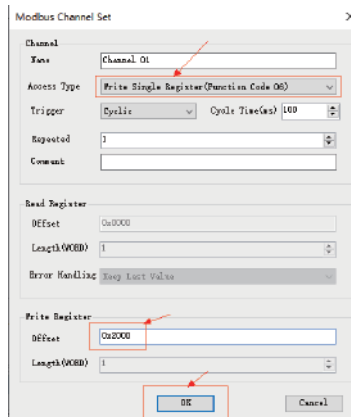 Modbus Channel Set
Channel
Name Channel 01
Access Type Write Single Register(Function Code 06)
Trigger Cyclic Cycle Time(ms) 100
Repeated 3
Comment
Read Register
Offset 0x0000
Length(WORD) 1
Error Handling Keep Last Value
Write Register
Offset 0x2000
Length(WORD) 1
OK Cancel